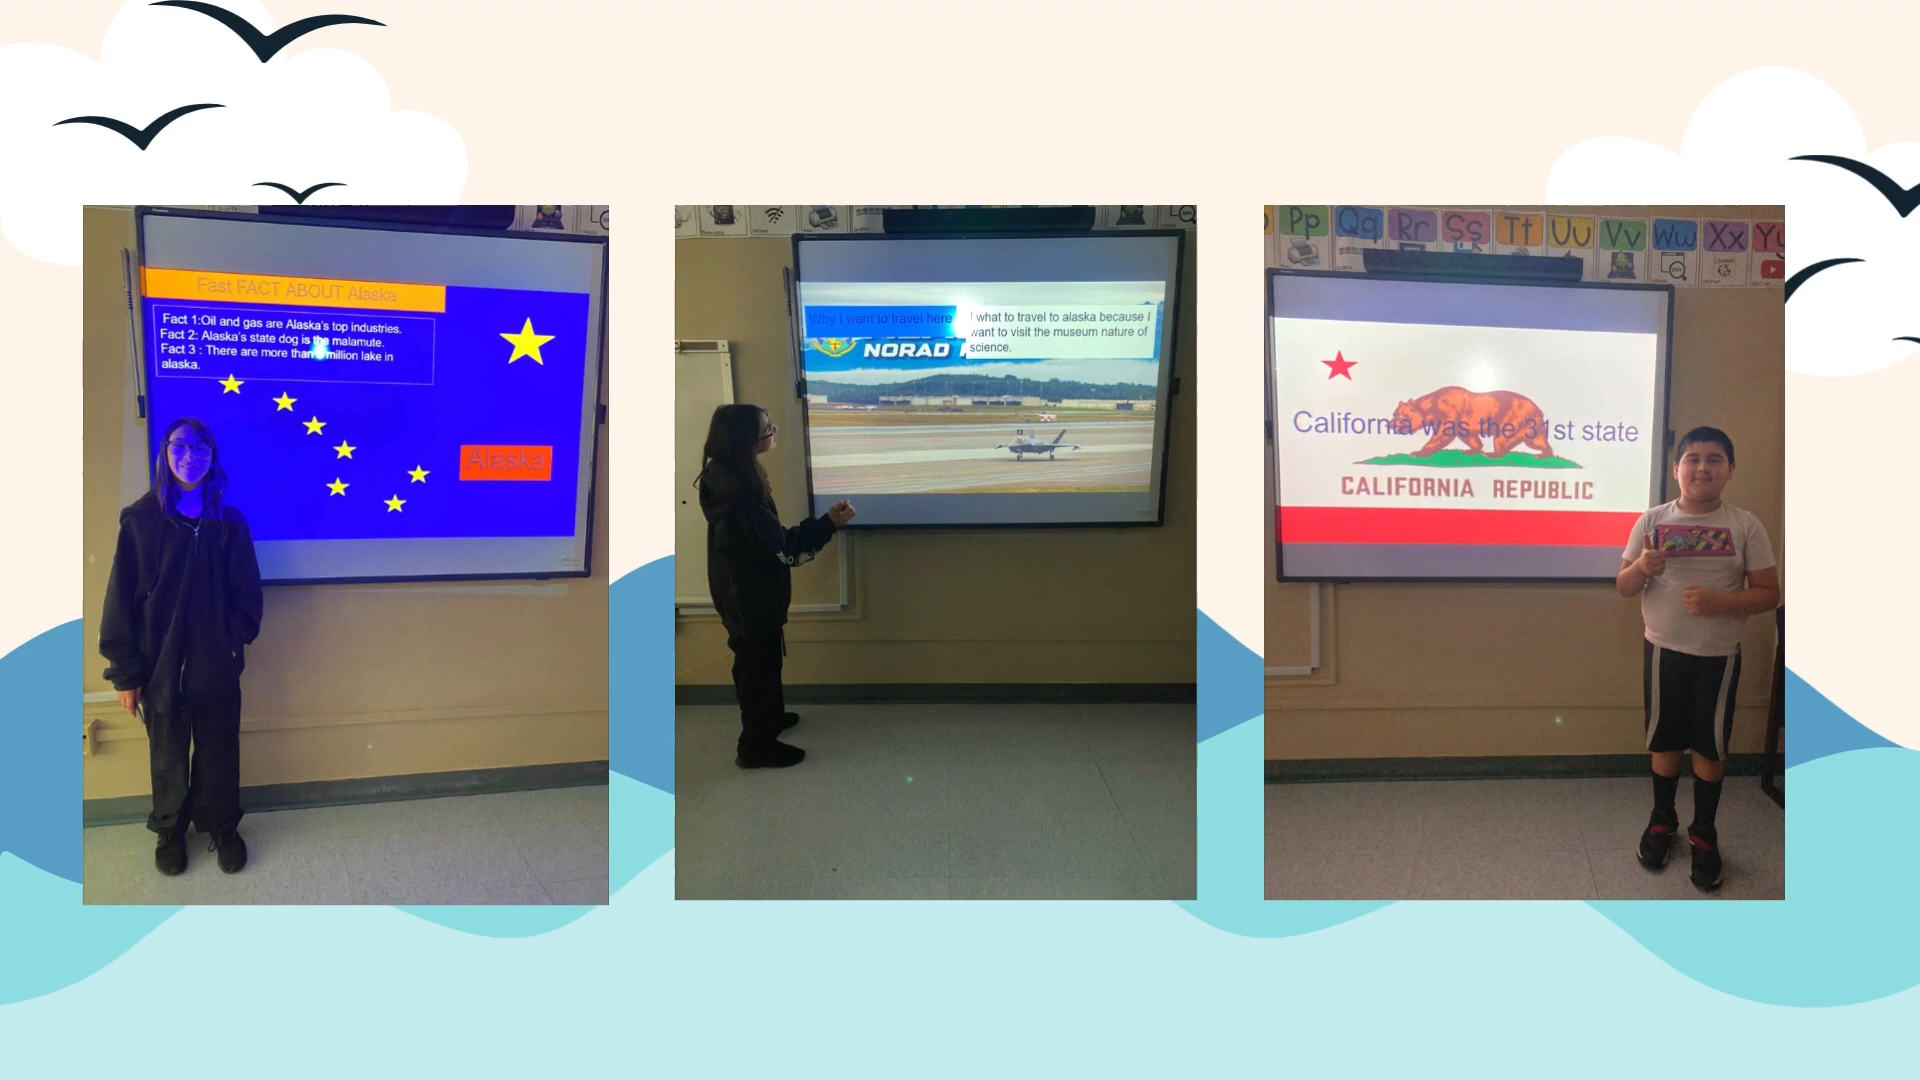 Fast FACT ABOUT Alaska
Fact 1:Oil and gas are Alaska's top industries.
Fact 2: Alaska's state dog is the malamute.
Fact 3 : There are more than million lake in
alaska.
Alaska
Why I want to travel here
I what to travel to alaska because I
want to visit the museum nature of
science.
NORAD
Pp Qq Rr Ss Tt Uu Vv Ww Xx Yy
California was the 31st state
CALIFORNIA REPUBLIC